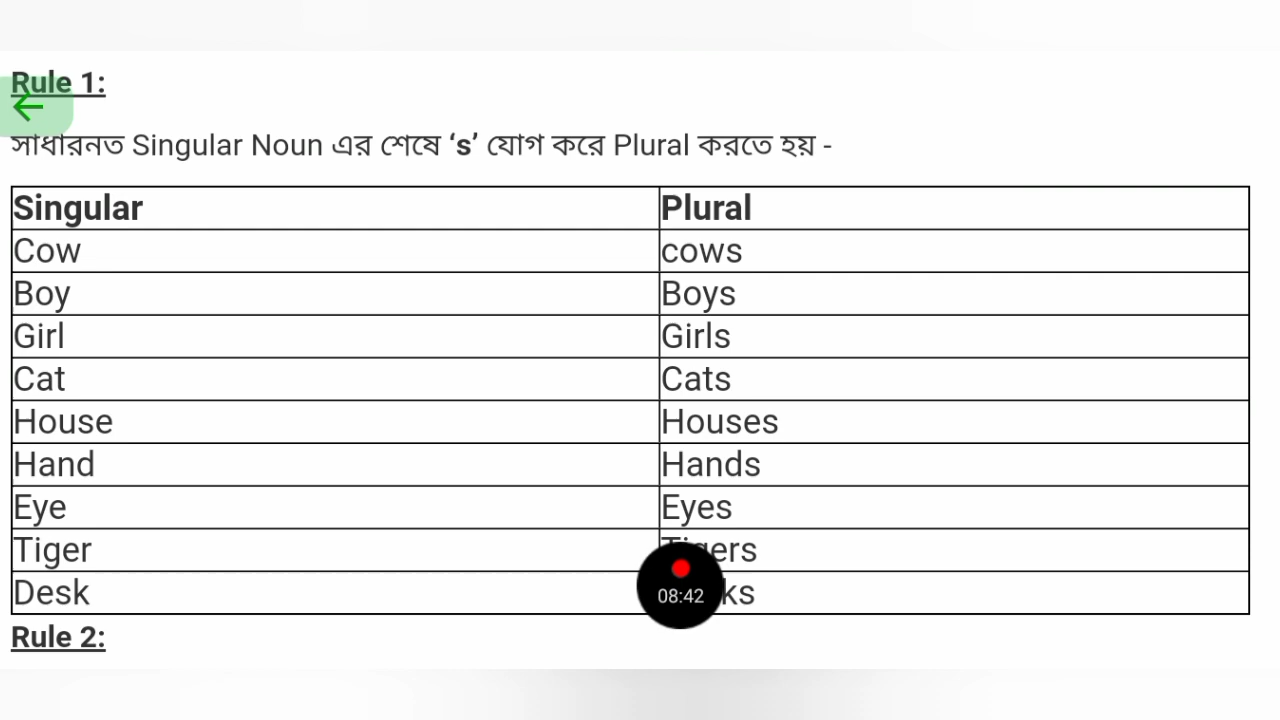 Rule 1:
সাধারনত Singular Noun এর শেষে ‘s’ যোগ করে Plural করতে হয় -
Singular Plural
Cow cows
Boy Boys
Girl Girls
Cat Cats
House Houses
Hand Hands
Eye Eyes
Tiger Tigers
Desk
08:42
Rule 2: